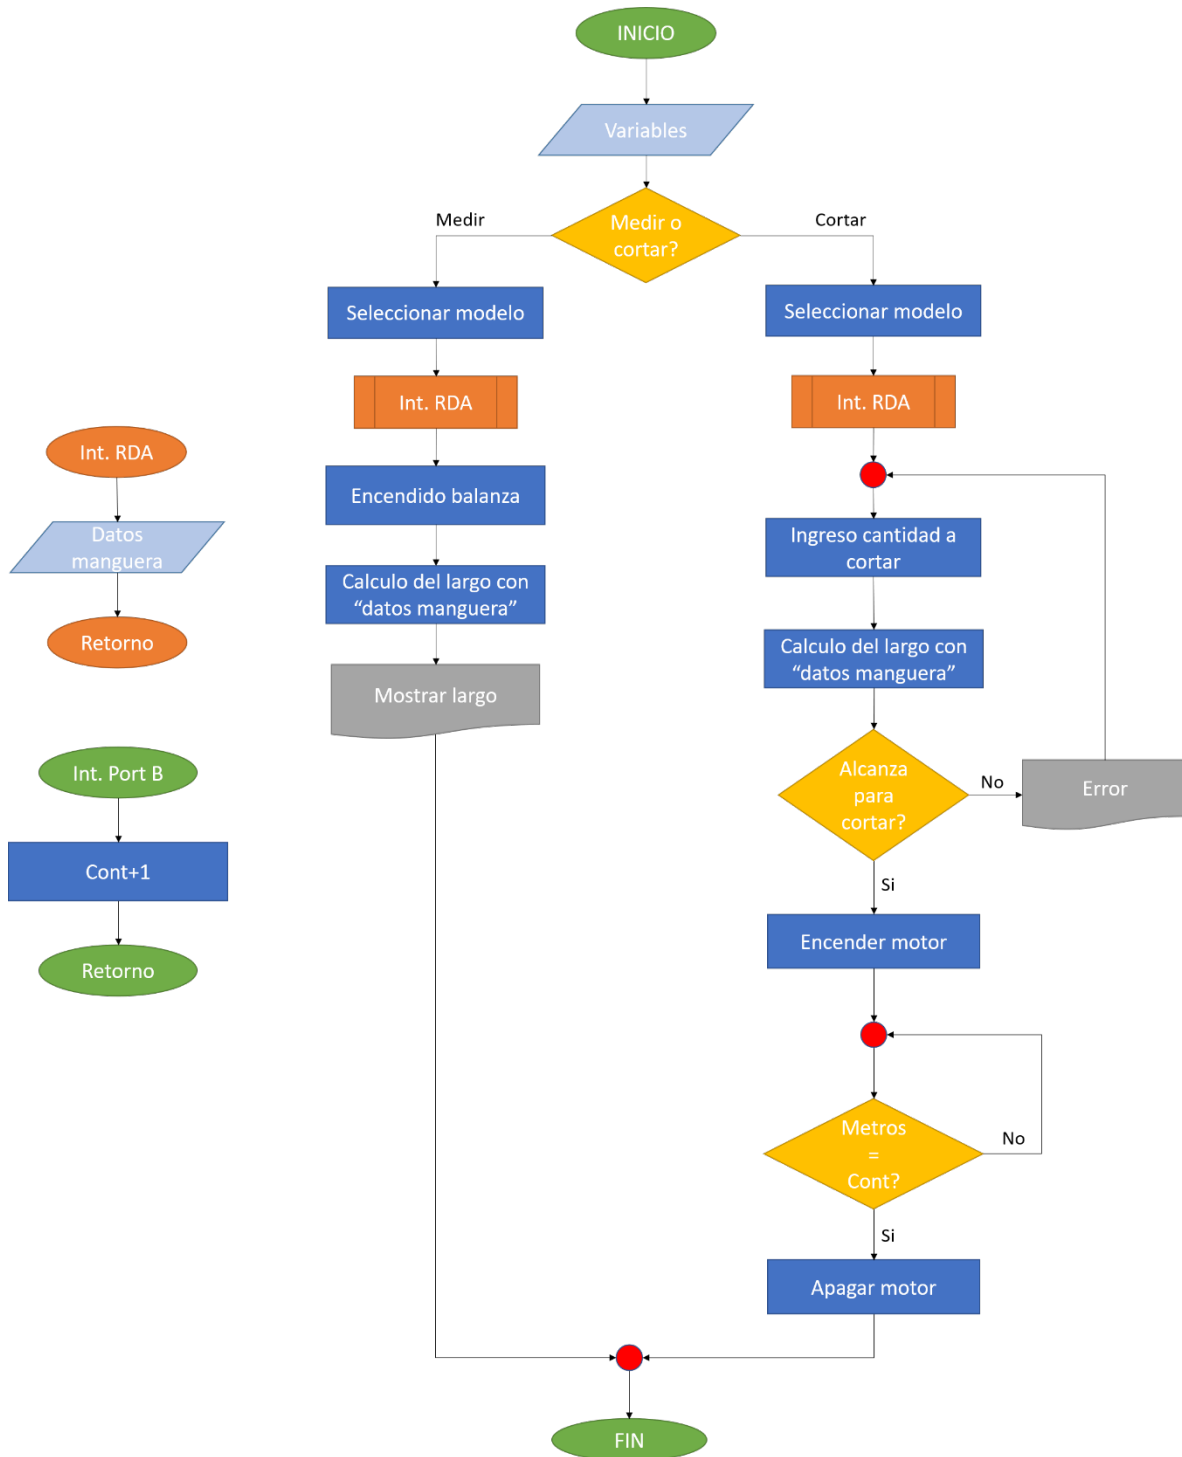 INICIO
Variables
Medir o
cortar?
Medir
Cortar
Seleccionar modelo
Int. RDA
Encendido balanza
Calculo del largo con
“datos manguera”
Mostrar largo
Seleccionar modelo
Int. RDA
Ingreso cantidad a
cortar
Calculo del largo con
“datos manguera”
Alcanza
para
cortar?
No
Error
Si
Encender motor
Metros
=
Cont?
No
Si
Apagar motor
FIN
Int. RDA
Datos
manguera
Retorno
Int. Port B
Cont+1
Retorno